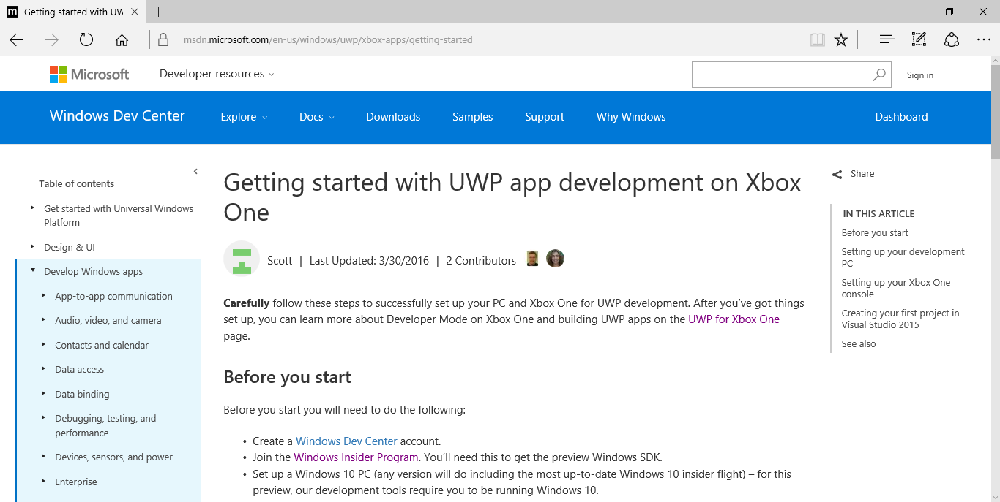 Getting started with UW
msdn.microsoft.com/en-us/windows/uwp/xbox-apps/getting-started
Microsoft
Developer resources
Sign in
Windows Dev Center
Explore
Docs
Downloads
Samples
Support
Why Windows
Dashboard
Table of contents
Get started with Universal Windows
Platform
Design & UI
Develop Windows apps
App-to-app communication
Audio, video, and camera
Contacts and calendar
Data access
Data binding
Debugging, testing, and
performance
Devices, sensors, and power
Enterprise
Getting started with UWP app development on Xbox
One
Scott | Last Updated: 3/30/2016 | 2 Contributors
Carefully follow these steps to successfully set up your PC and Xbox One for UWP development. After you’ve got things
set up, you can learn more about Developer Mode on Xbox One and building UWP apps on the UWP for Xbox One
page.
Before you start
Before you start you will need to do the following:
• Create a Windows Dev Center account.
• Join the Windows Insider Program. You’ll need this to get the preview Windows SDK.
• Set up a Windows 10 PC (any version will do including the most up-to-date Windows 10 insider flight) – for this
preview, our development tools require you to be running Windows 10.
Share
IN THIS ARTICLE
Before you start
Setting up your development
PC
Setting up your Xbox One
console
Creating your first project in
Visual Studio 2015
See also